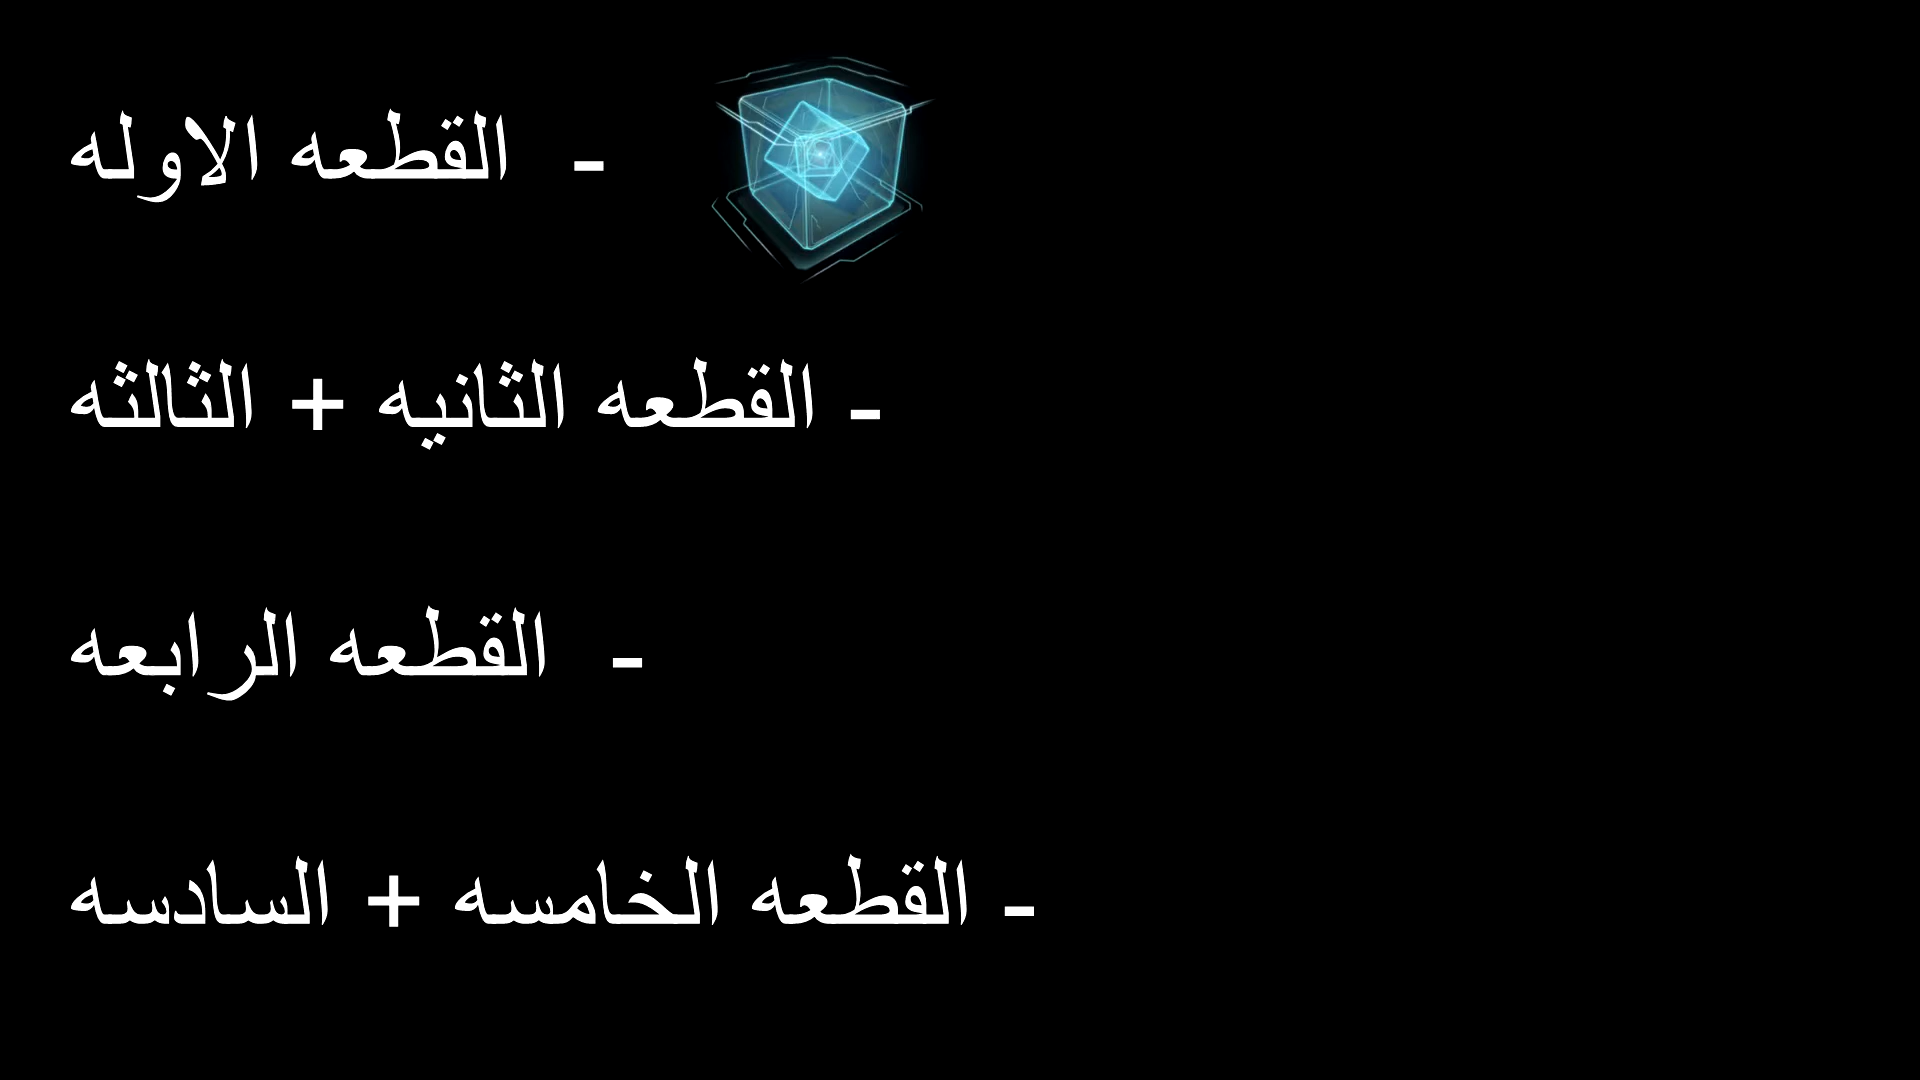 - القطعه الاوله
- القطعه الثانيه + الثالثه
- القطعه الرابعه
- القطعه الخامسه + السادسه